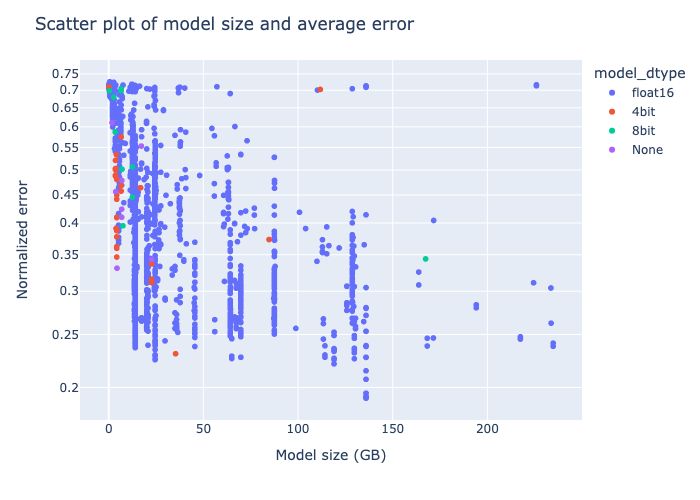 Scatter plot of model size and average error
model_dtype
float16
4bit
8bit
None
Normalized error
0.75
0.7
0.65
0.6
0.55
0.5
0.45
0.4
0.35
0.3
0.25
0.2
0
50
100
150
200
Model size (GB)